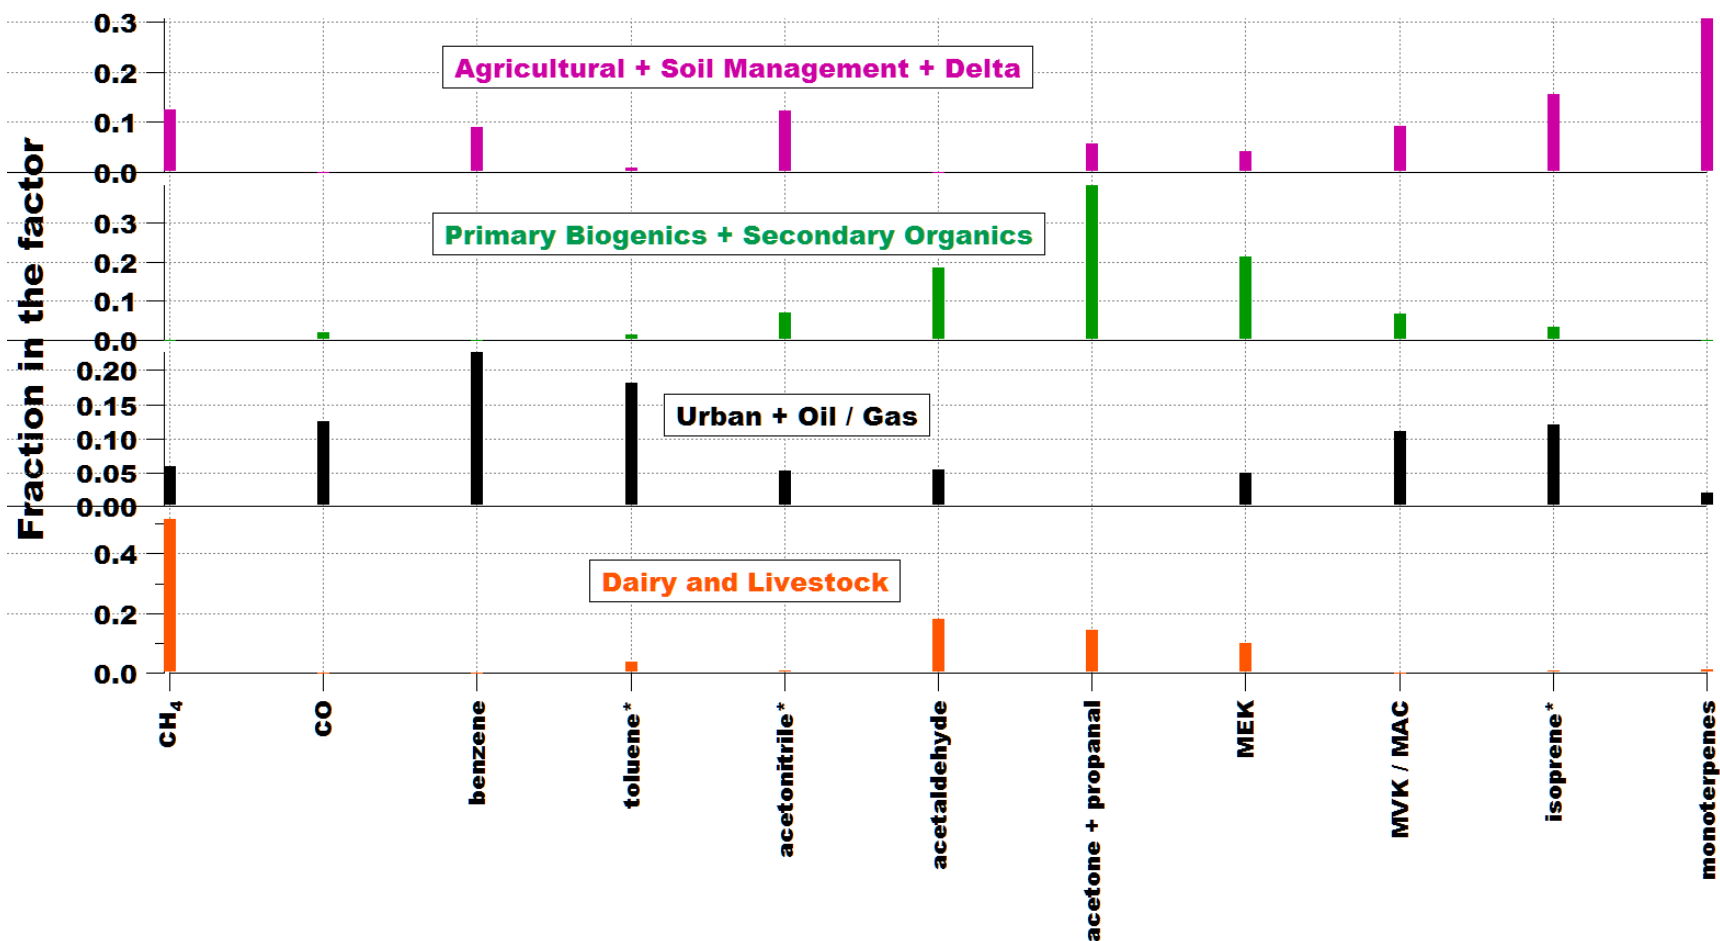 Fraction in the factor
0.3
0.2
0.1
0.0
Agricultural + Soil Management + Delta
0.3
0.2
0.1
0.0
Primary Biogenics + Secondary Organics
0.20
0.15
0.10
0.05
0.00
Urban + Oil / Gas
0.4
0.2
0.0
Dairy and Livestock
CH₄
CO
benzene
toluene*
acetonitrile*
acetaldehyde
acetone + propanal
MEK
MVK / MAC
isoprene*
monoterpenes